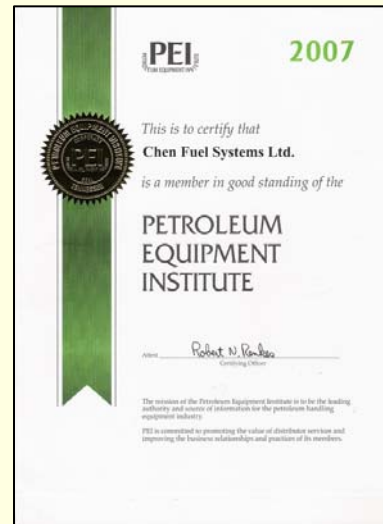 PEI
2007
This is to certify that
Chen Fuel Systems Ltd.
is a member in good standing of the
PETROLEUM
EQUIPMENT
INSTITUTE
PEI
Attest
Robert N. Renkes
Certifying Officer
The mission of the Petroleum Equipment Institute is to be the leading
authority and source of information for the petroleum handling
equipment industry.
PEI is committed to promoting the value of distributor services and
improving the business relationships and practices of its members.